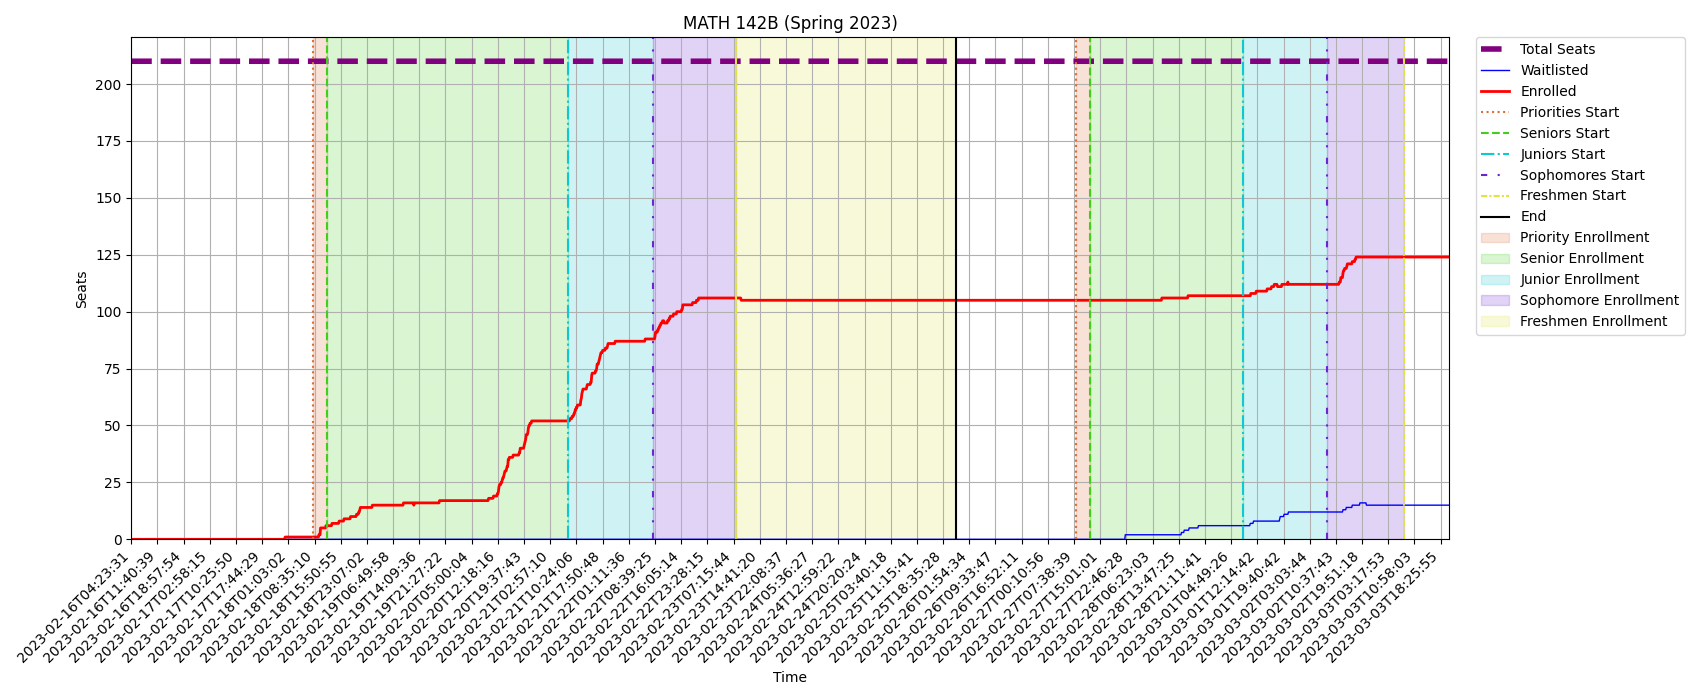 MATH 142B (Spring 2023)
Seats
200
175
150
125
100
75
50
25
0
2023-02-16T04:23:31
2023-02-16T11:40:39
2023-02-16T18:57:54
2023-02-17T02:58:15
2023-02-17T10:25:50
2023-02-17T17:44:29
2023-02-18T01:03:02
2023-02-18T08:35:10
2023-02-18T15:50:55
2023-02-18T23:07:02
2023-02-19T06:49:58
2023-02-19T14:09:36
2023-02-19T21:27:22
2023-02-20T05:00:04
2023-02-20T12:18:16
2023-02-20T19:37:43
2023-02-21T02:57:10
2023-02-21T10:24:06
2023-02-21T17:50:48
2023-02-22T01:11:36
2023-02-22T08:39:25
2023-02-22T16:05:14
2023-02-22T23:28:15
2023-02-23T07:15:44
2023-02-23T14:41:20
2023-02-23T22:08:37
2023-02-24T05:36:27
2023-02-24T12:59:22
2023-02-24T20:20:24
2023-02-25T03:40:18
2023-02-25T11:15:41
2023-02-25T18:35:28
2023-02-26T01:54:34
2023-02-26T09:33:47
2023-02-26T16:52:11
2023-02-27T00:10:56
2023-02-27T07:38:39
2023-02-27T15:01:01
2023-02-27T22:46:28
2023-02-28T06:23:03
2023-02-28T13:47:25
2023-02-28T21:11:41
2023-03-01T04:49:26
2023-03-01T12:14:42
2023-03-01T19:40:42
2023-03-02T03:03:44
2023-03-02T10:37:43
2023-03-02T19:51:18
2023-03-03T03:17:53
2023-03-03T10:58:03
2023-03-03T18:25:55
Time
Total Seats
Waitlisted
Enrolled
Priorities Start
Seniors Start
Juniors Start
Sophomores Start
Freshmen Start
End
Priority Enrollment
Senior Enrollment
Junior Enrollment
Sophomore Enrollment
Freshmen Enrollment